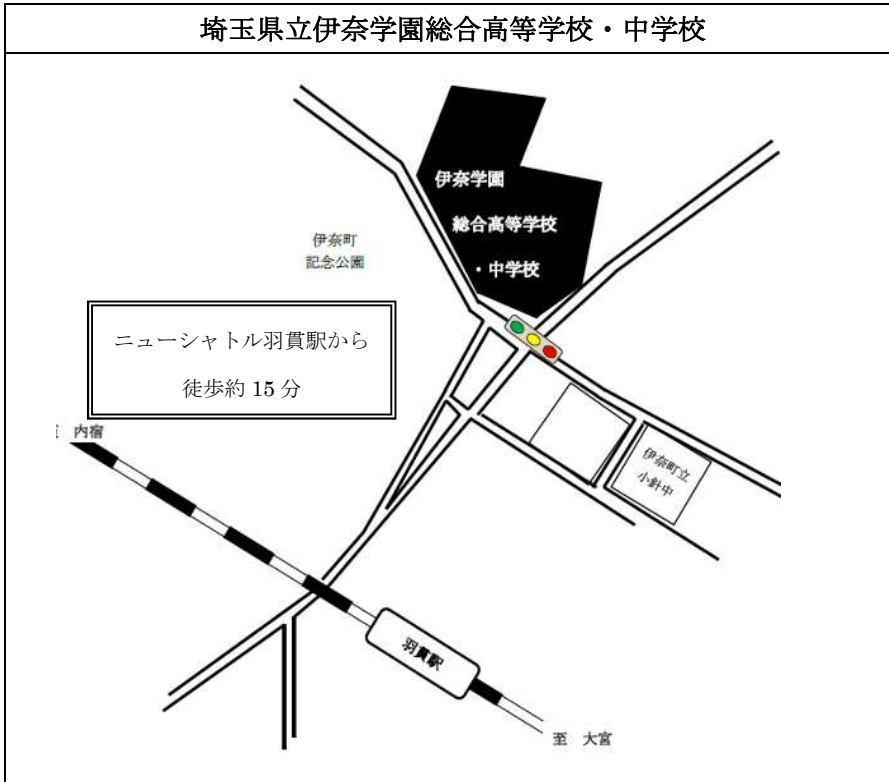 埼玉県立伊奈学園総合高等学校・中学校
伊奈学園
総合高等学校
・中学校
伊奈町
記念公園
ニューシャトル羽貫駅から
徒歩約 15 分
内宿
伊奈町立
小針中
羽貫駅
至 大宮